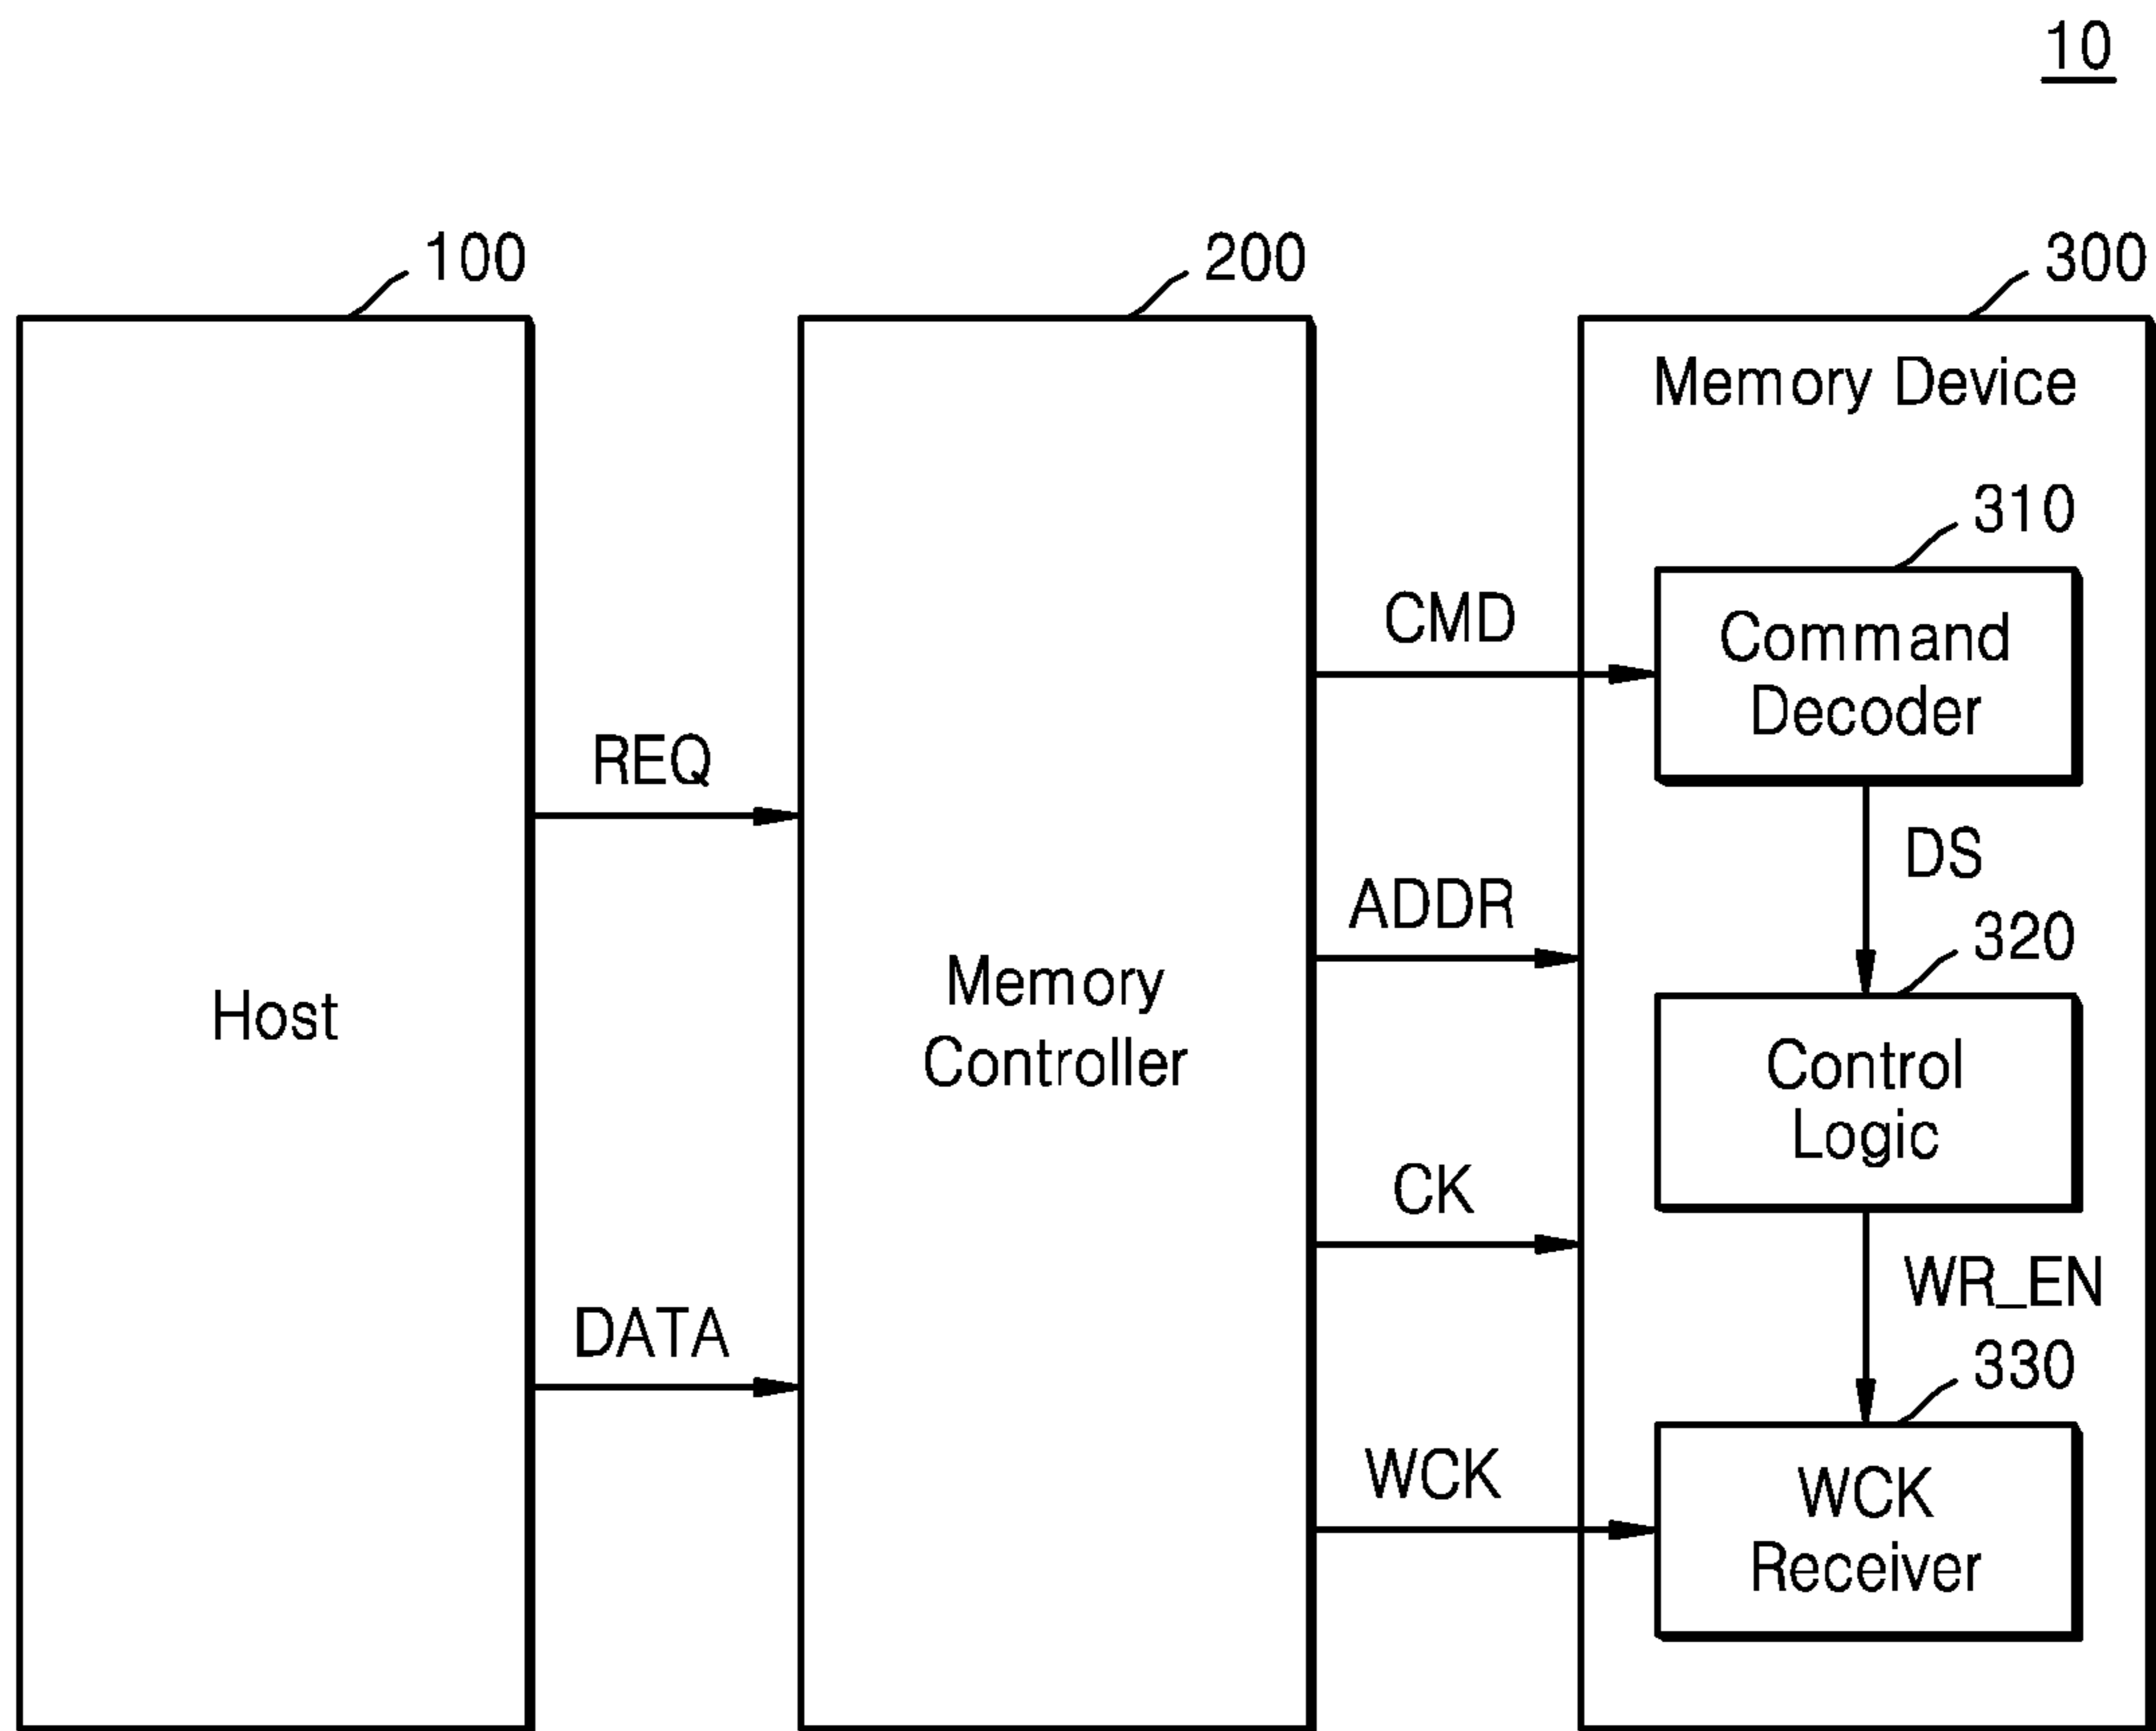 10
100
200
300
Memory Device
310
CMD
Command
Decoder
REQ
DS
ADDR
320
Memory
Controller
Host
Control
Logic
CK
WR_EN
DATA
330
WCK
WCK
Receiver